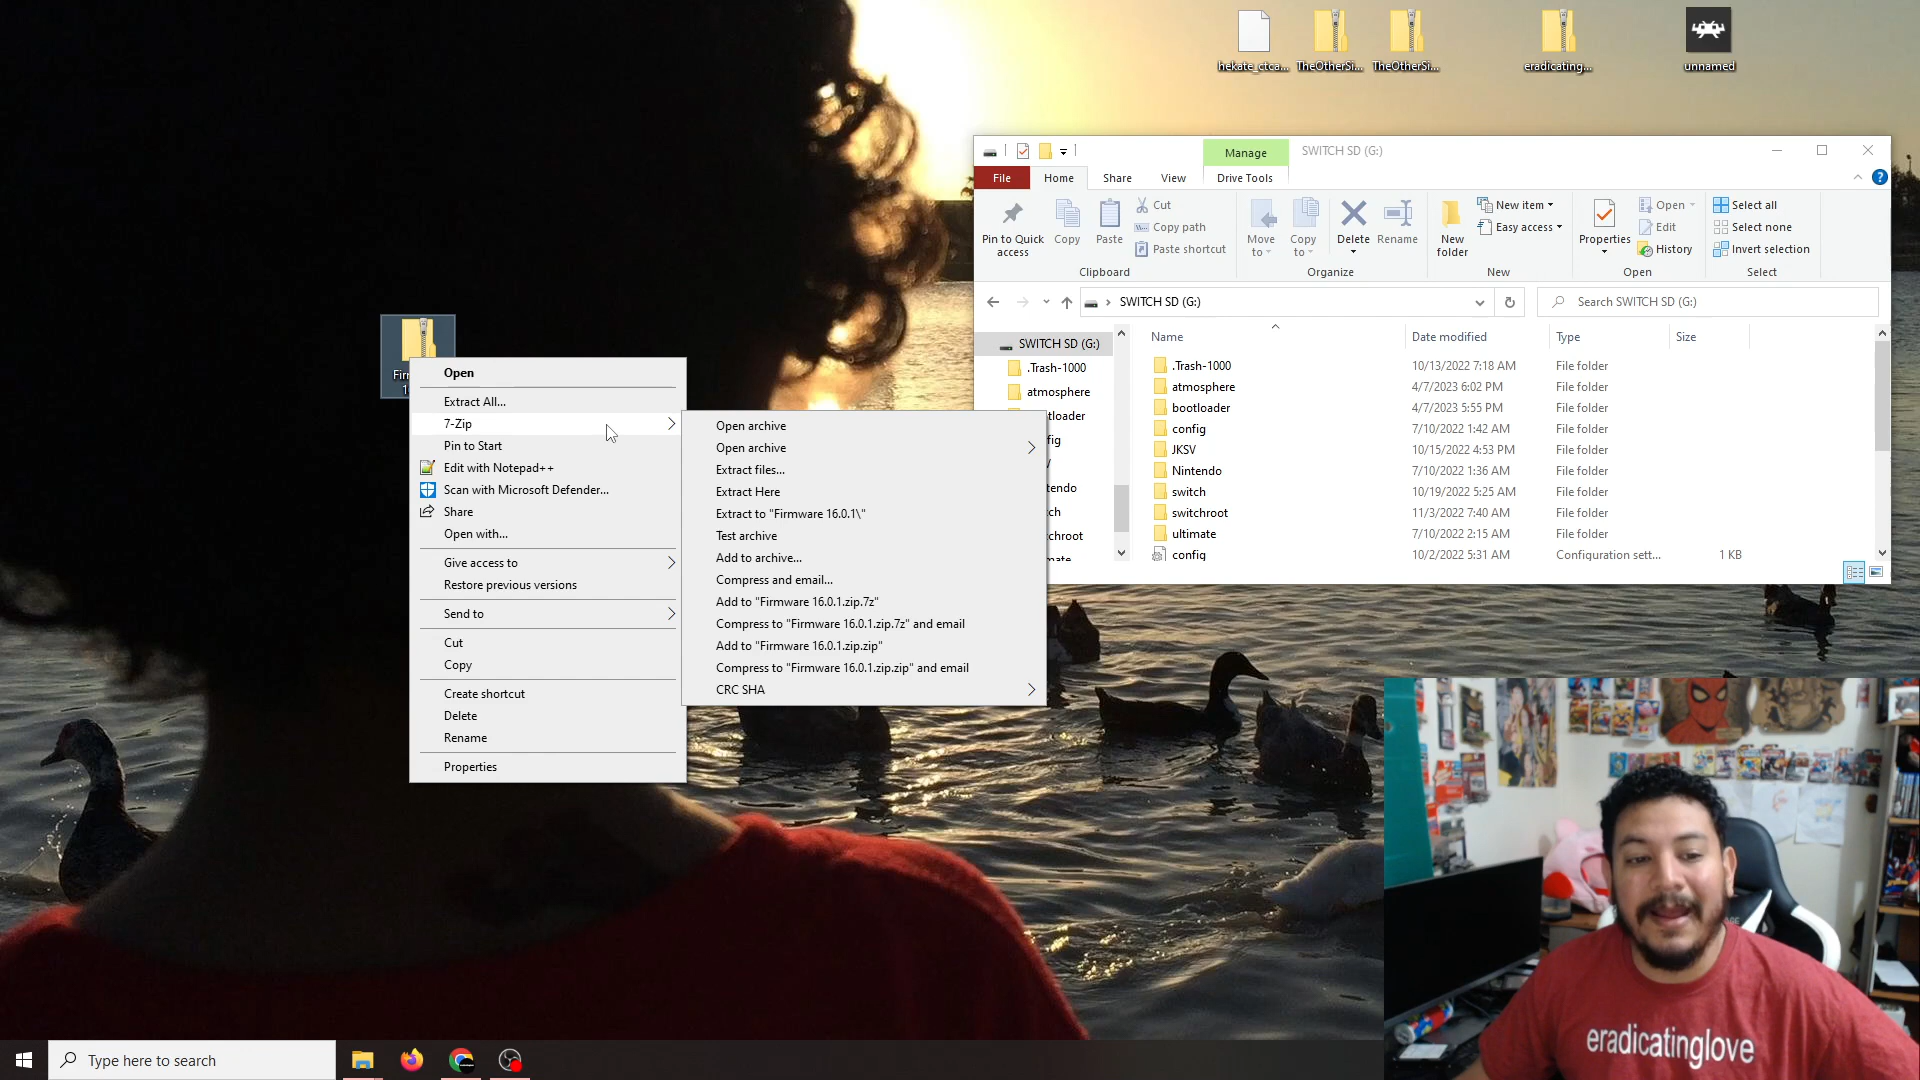 hekate_ctca...
TheOtherSi...
TheOtherSi...
eradicating...
unnamed
Manage
SWITCH SD (G:)
File
Home
Share
View
Drive Tools
Pin to Quick access
Copy
Paste
Cut
Copy path
Paste shortcut
Clipboard
Move to
Copy to
Delete
Rename
Organize
New folder
New item
Easy access
New
Properties
Open
Edit
History
Open
Select all
Select none
Invert selection
Select
SWITCH SD (G:)
Search SWITCH SD (G:)
SWITCH SD (G:)
.Trash-1000
atmosphere
Name
Date modified
Type
Size
.Trash-1000 10/13/2022 7:18 AM File folder
atmosphere 4/7/2023 6:02 PM File folder
bootloader 4/7/2023 5:55 PM File folder
config 7/10/2022 1:42 AM File folder
JKSV 10/15/2022 4:53 PM File folder
Nintendo 7/10/2022 1:36 AM File folder
switch 10/19/2022 5:25 AM File folder
switchroot 11/3/2022 7:40 AM File folder
ultimate 7/10/2022 2:15 AM File folder
config 10/2/2022 5:31 AM Configuration sett... 1 KB
Open
Extract All...
7-Zip
Pin to Start
Edit with Notepad++
Scan with Microsoft Defender...
Share
Open with...
Give access to
Restore previous versions
Send to
Cut
Copy
Create shortcut
Delete
Rename
Properties
Open archive
Open archive
Extract files...
Extract Here
Extract to "Firmware 16.0.1\"
Test archive
Add to archive...
Compress and email...
Add to "Firmware 16.0.1.zip.7z"
Compress to "Firmware 16.0.1.zip.7z" and email
Add to "Firmware 16.0.1.zip.zip"
Compress to "Firmware 16.0.1.zip.zip" and email
CRC SHA
eradicatinglove
Type here to search